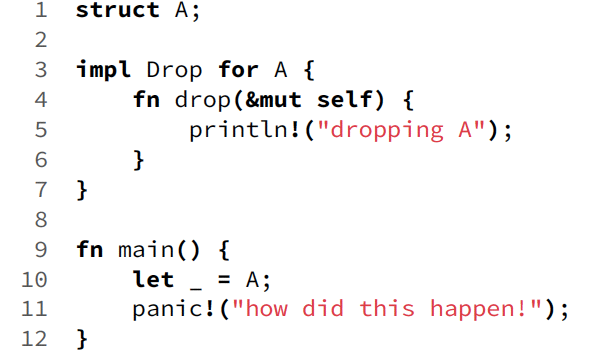 1 struct A;
2
3 impl Drop for A {
4     fn drop(&mut self) {
5         println!("dropping A");
6     }
7 }
8
9 fn main() {
10     let _ = A;
11     panic!("how did this happen!");
12 }